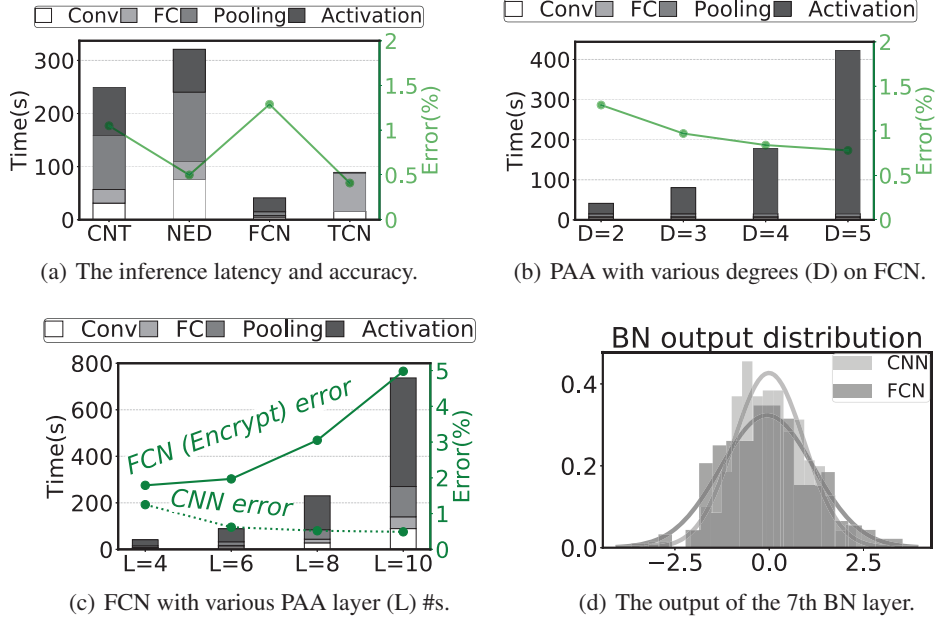 Conv FC Pooling Activation
Time(s)
300
200
100
0
CNT NED FCN TCN
2
1.5
1
0.5
0
Error(%)
(a) The inference latency and accuracy.
Conv FC Pooling Activation
Time(s)
400
300
200
100
0
D=2 D=3 D=4 D=5
2
1.5
1
0.5
0
Error(%)
(b) PAA with various degrees (D) on FCN.
Conv FC Pooling Activation
Time(s)
800
600
400
200
0
FCN (Encrypt) error
CNN error
L=4 L=6 L=8 L=10
5
4
3
2
1
0
Error(%)
(c) FCN with various PAA layer (L) #s.
BN output distribution
CNN
FCN
0.4
0.2
0.0
−2.5 0.0 2.5
(d) The output of the 7th BN layer.